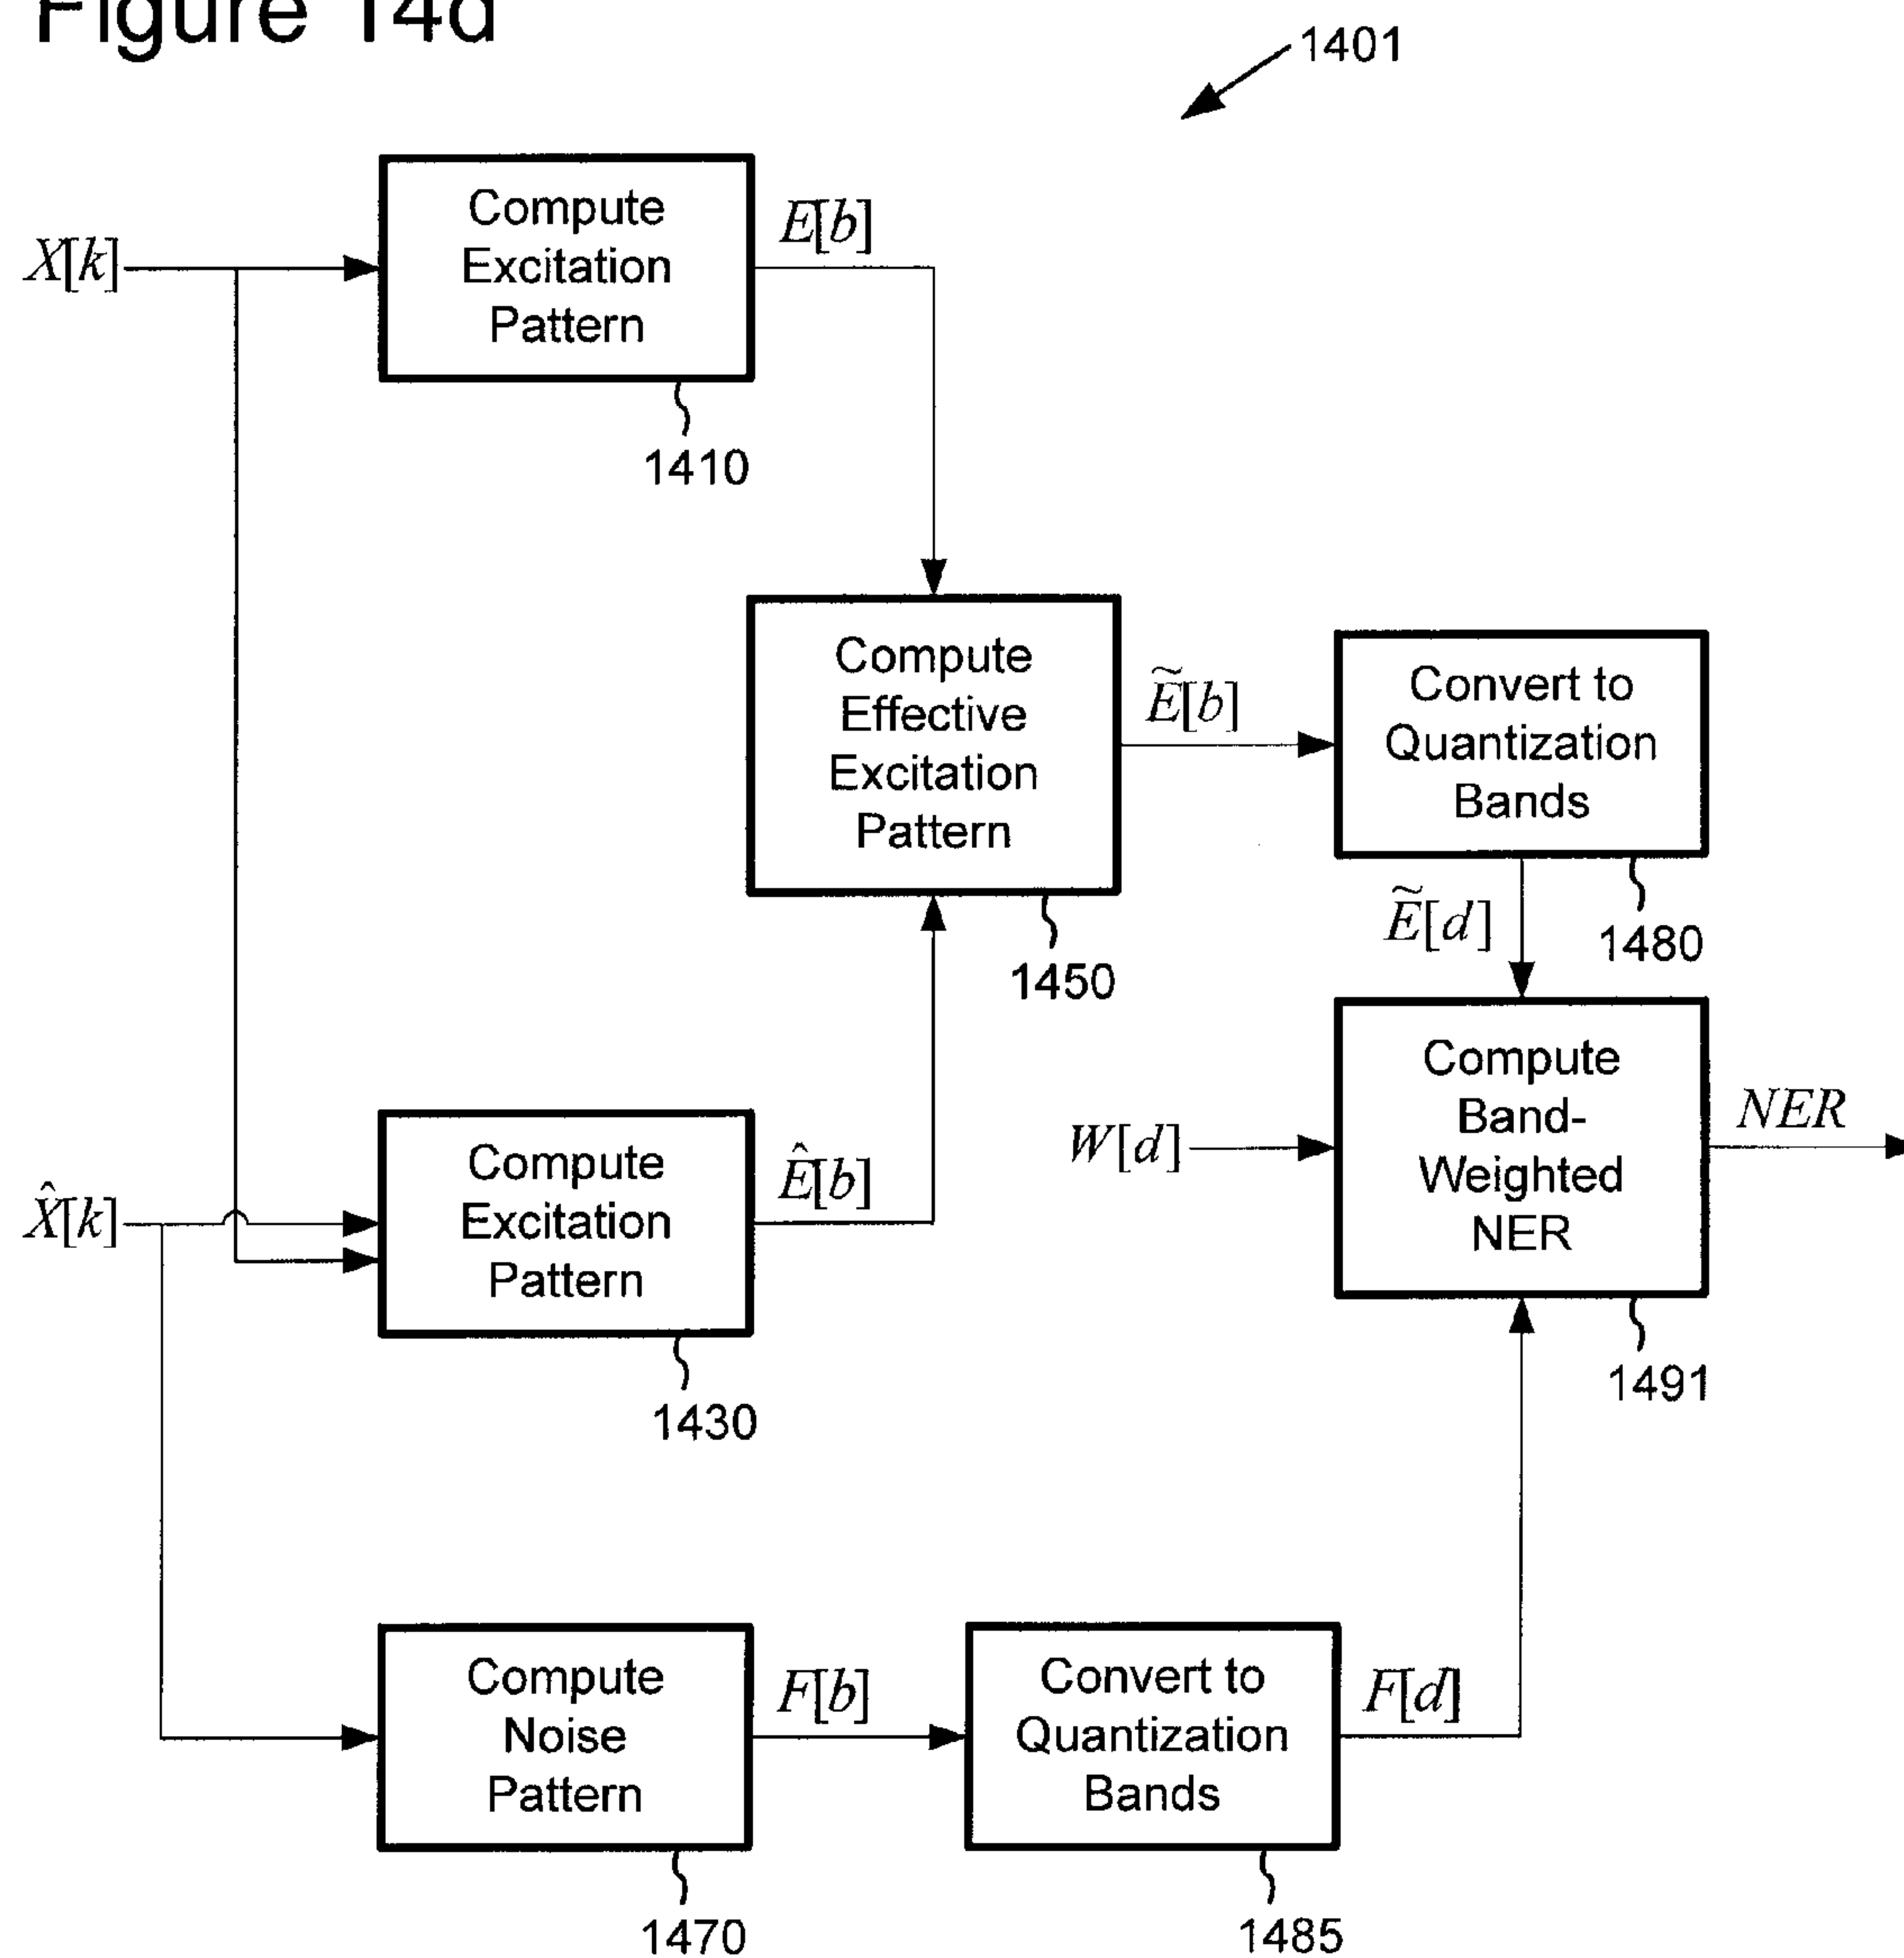 Figure 14d
1401
Compute
Excitation
Pattern
X[k]
E[b]
1410
Compute
Effective
Excitation
Pattern
Ẽ[b]
Convert to
Quantization
Bands
1450
Ẽ[d]
1480
Compute
Excitation
Pattern
X̂[k]
Ê[b]
1430
W[d]
Compute
Band-
Weighted
NER
NER
1491
Compute
Noise
Pattern
F[b]
Convert to
Quantization
Bands
F[d]
1470
1485